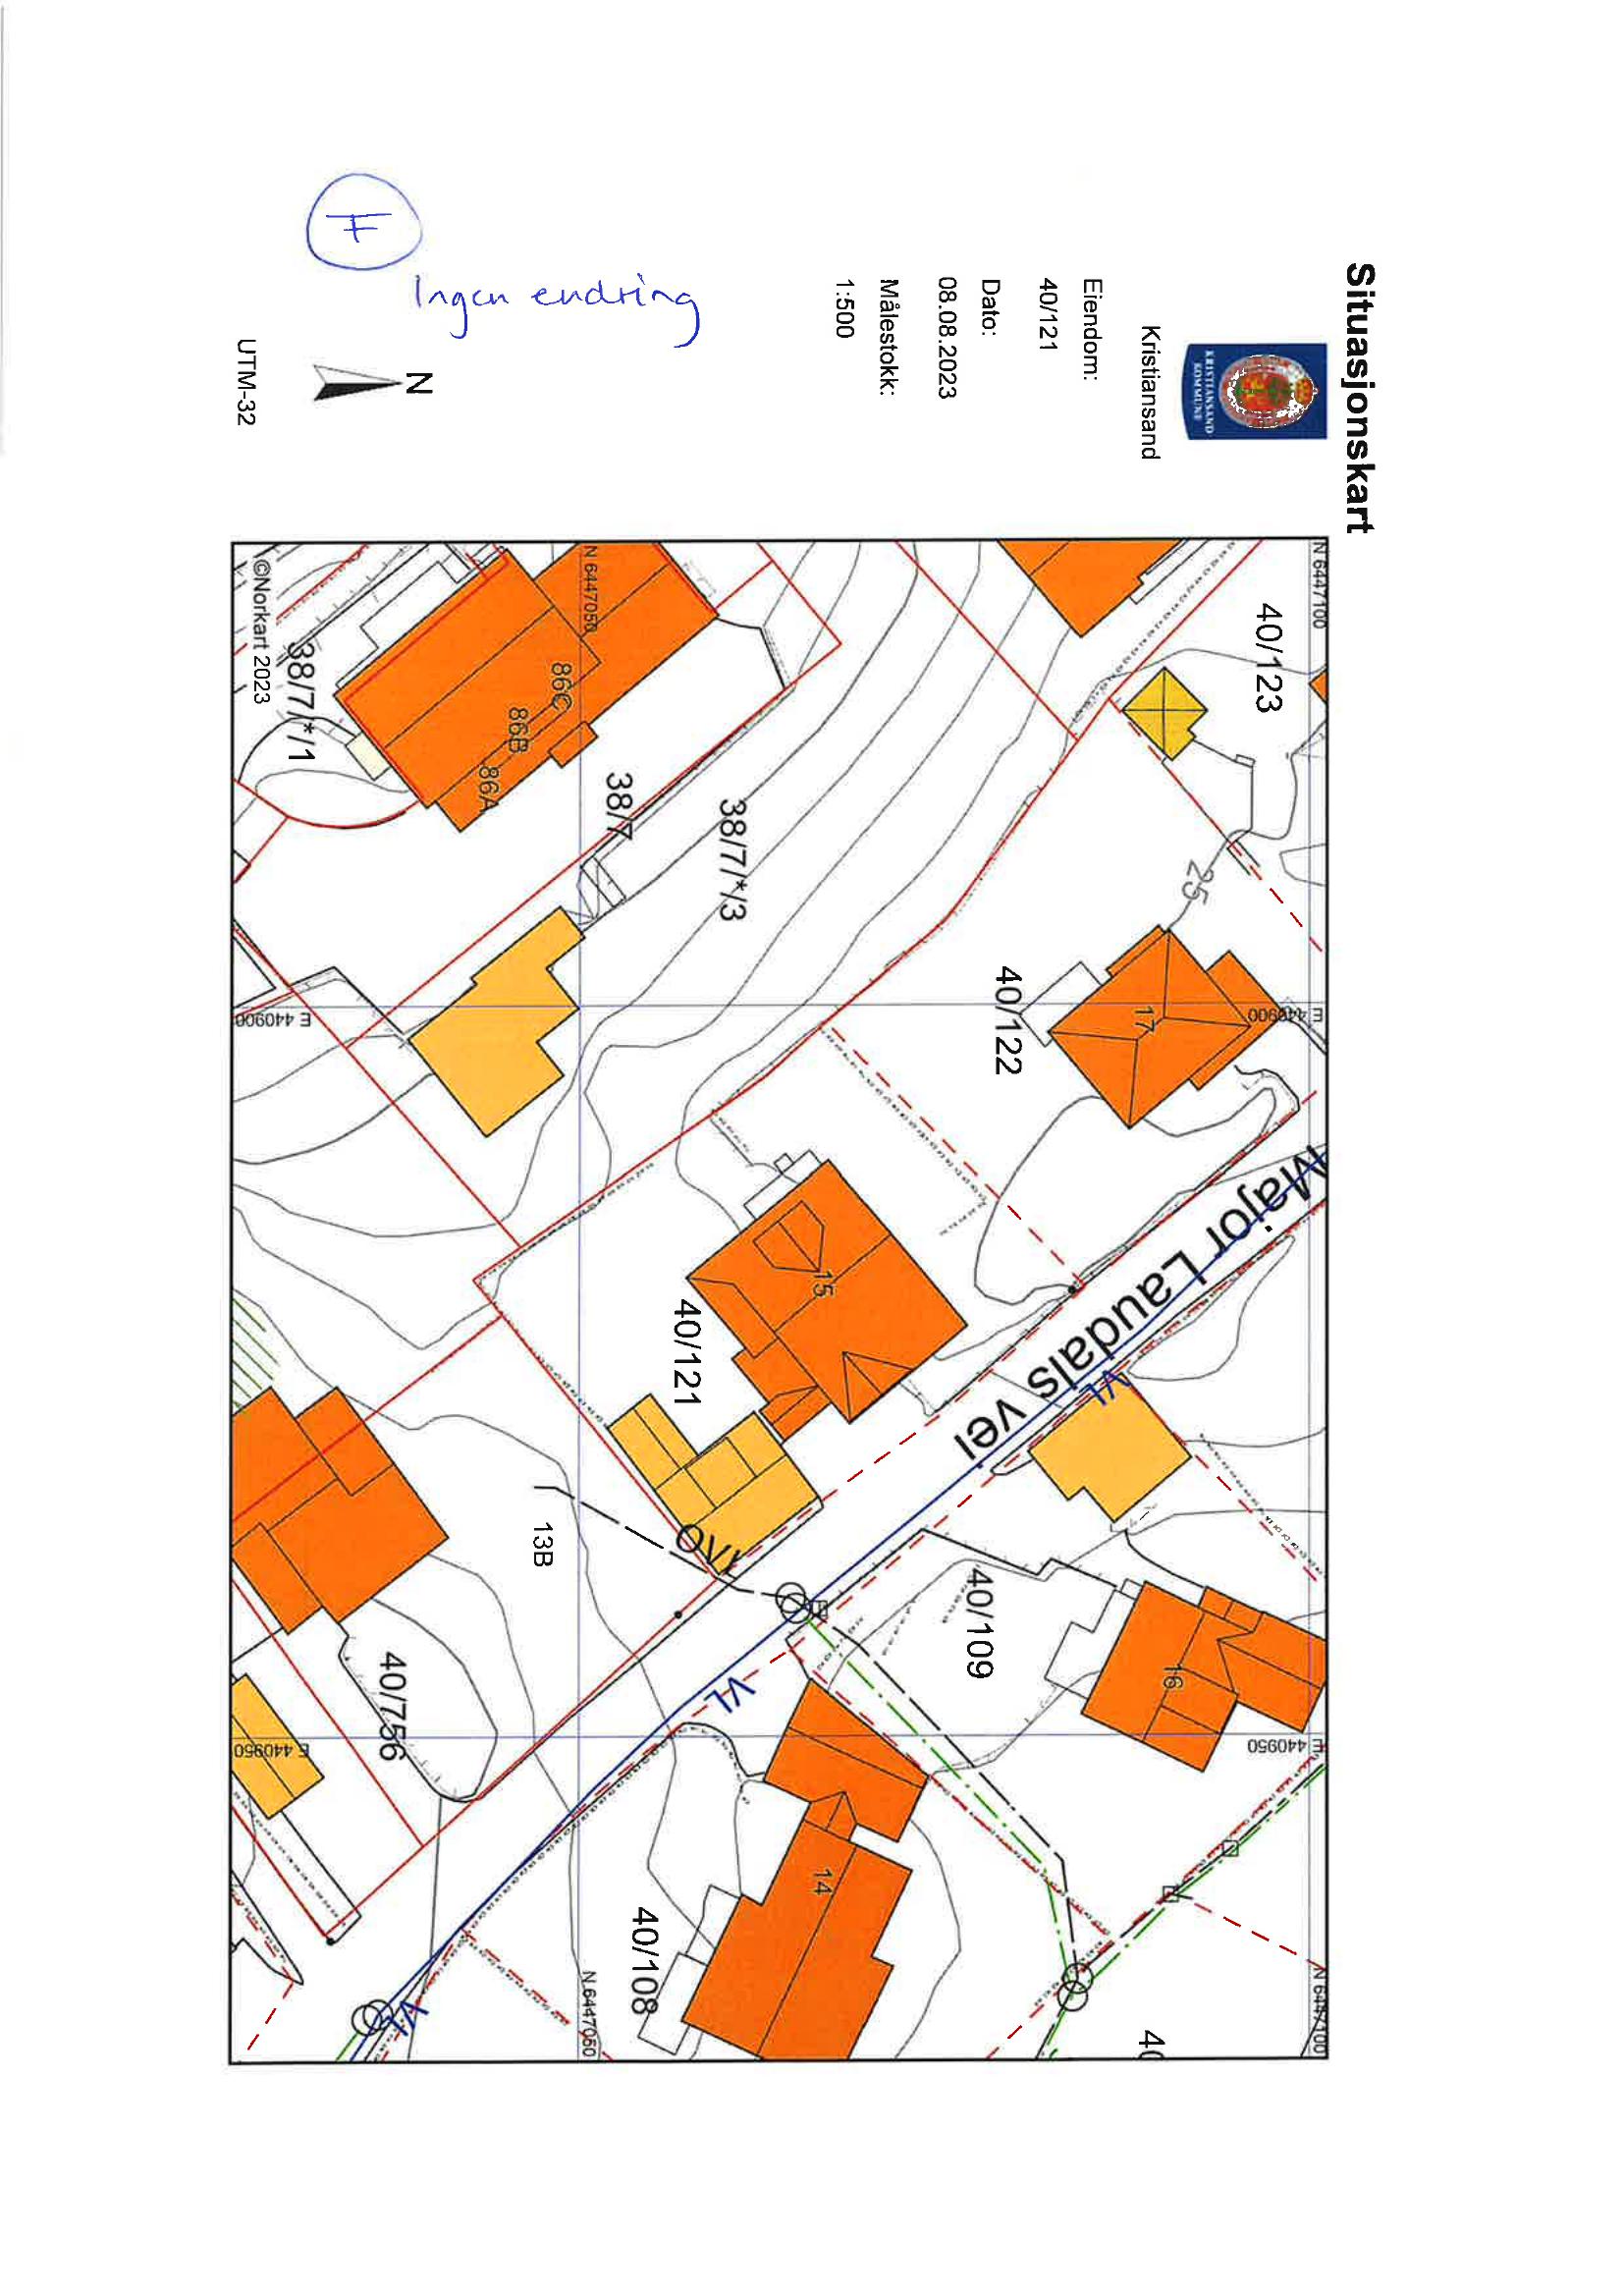 Situasjonskart
KRISTIANSAND
KOMMUNE
Kristiansand
Eiendom:
40/121
Dato:
08.08.2023
Målestokk:
1:500
Ingen endring
F
N
UTM-32
N 6447100
40/123
25
E 440900
17
40/122
Major Laudals vei
VL
40/109
16
E 440950
N 6447100
40
N 6447050
86C
86B
86A
38/7
38/7/*/3
38/7/*/1
©Norkart 2023
E 440900
15
40/121
13B
VL
14
40/108
N 6447050
40/756
E 440950
VL